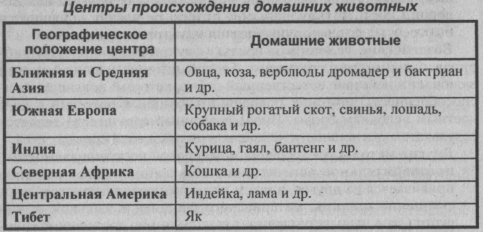 Центры происхождения домашних животных
Географическое положение центра
Домашние животные
Ближняя и Средняя Азия
Овца, коза, верблюды дромадер и бактриан
и др.
Южная Европа
Крупный рогатый скот, свинья, лошадь,
собака и др.
Индия
Курица, гаял, бантенг и др.
Северная Африка
Кошка и др.
Центральная Америка
Индейка, лама и др.
Тибет
Як